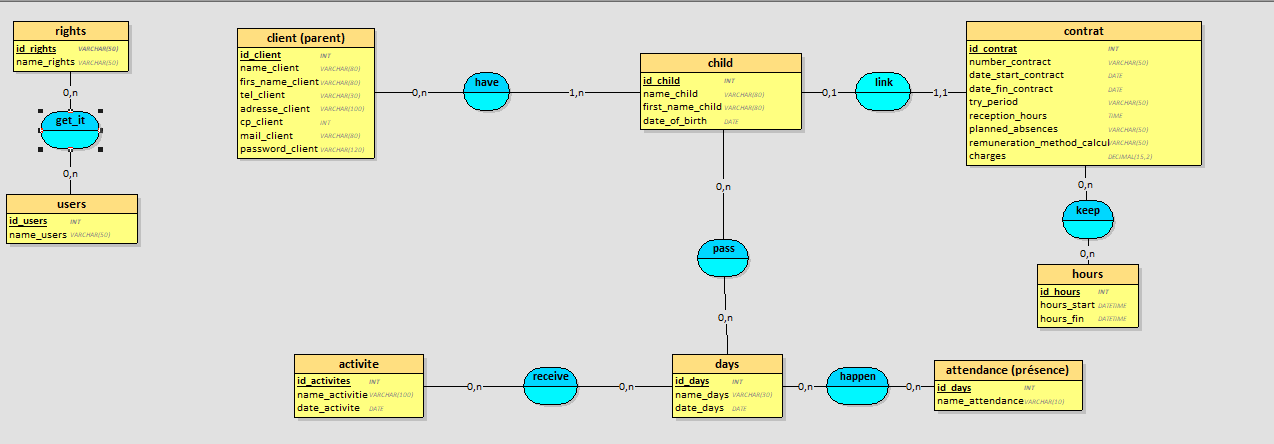 rights
id_rights VARCHAR(50)
name_rights VARCHAR(50)
0,n
get_it
0,n
users
id_users INT
name_users VARCHAR(50)
client (parent)
id_client INT
name_client VARCHAR(80)
firs_name_client VARCHAR(80)
tel_client VARCHAR(30)
adresse_client VARCHAR(100)
cp_client INT
mail_client VARCHAR(80)
password_client VARCHAR(120)
0,n
have
1,n
child
id_child INT
name_child VARCHAR(80)
first_name_child VARCHAR(80)
date_of_birth DATE
0,1
link
1,1
contrat
id_contrat INT
number_contract VARCHAR(50)
date_start_contract DATE
date_fin_contract DATE
try_period VARCHAR(50)
reception_hours TIME
planned_absences VARCHAR(50)
remuneration_method_calcul VARCHAR(50)
charges DECIMAL(15,2)
0,n
keep
0,n
hours
id_hours INT
hours_start DATETIME
hours_fin DATETIME
0,n
pass
0,n
activite
id_activites INT
name_activitie VARCHAR(100)
date_activite DATE
0,n
receive
0,n
days
id_days INT
name_days VARCHAR(30)
date_days DATE
0,n
happen
0,n
attendance (présence)
id_days INT
name_attendance VARCHAR(10)